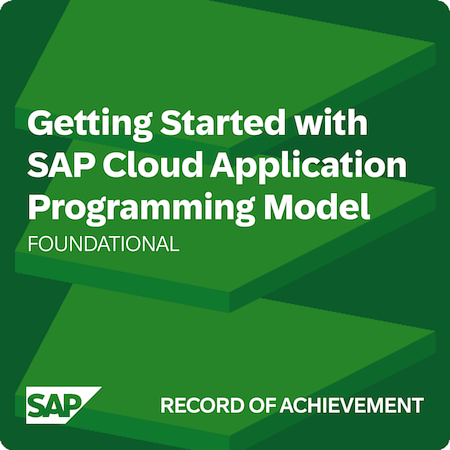 Getting Started with
SAP Cloud Application
Programming Model
FOUNDATIONAL
SAP
RECORD OF ACHIEVEMENT